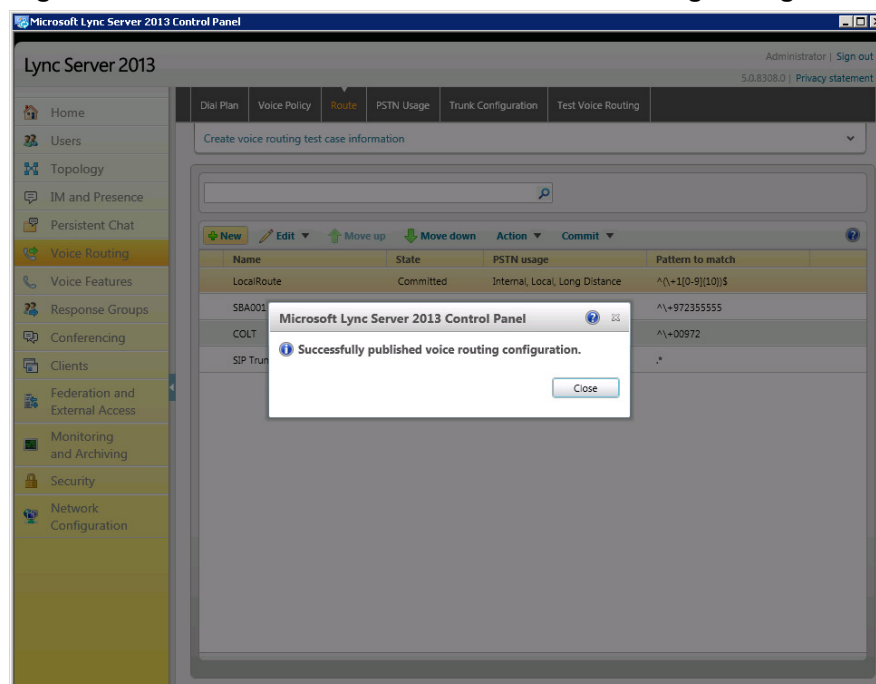 Microsoft Lync Server 2013 Control Panel
Lync Server 2013
Administrator | Sign out
5.0.8308.0 | Privacy statement
Home
Users
Topology
IM and Presence
Persistent Chat
Voice Routing
Voice Features
Response Groups
Conferencing
Clients
Federation and
External Access
Monitoring
and Archiving
Security
Network
Configuration
Dial Plan Voice Policy Route PSTN Usage Trunk Configuration Test Voice Routing
Create voice routing test case information
New Edit Move up Move down Action Commit
Name State PSTN usage Pattern to match
LocalRoute Committed Internal, Local, Long Distance ^(\+1[0-9]{10})$
SBA001 ^\+972355555
COLT ^\+00972
SIP Trun .*
Microsoft Lync Server 2013 Control Panel
Successfully published voice routing configuration.
Close